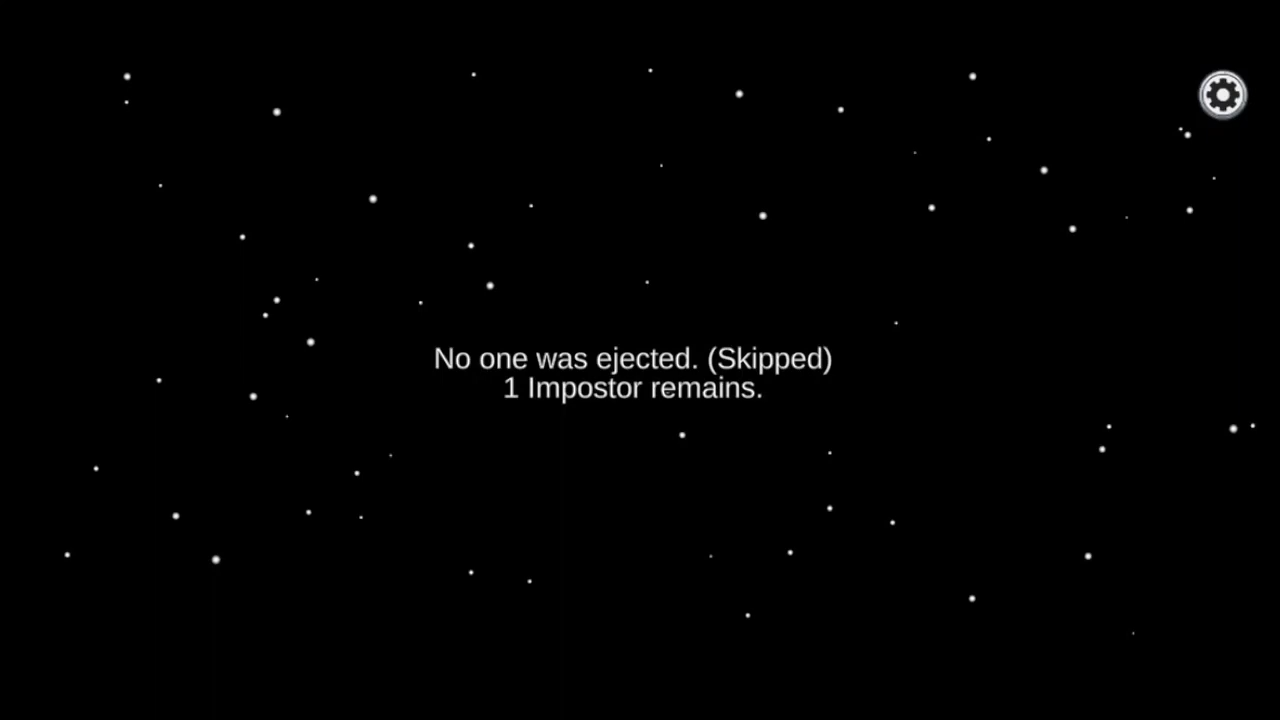 No one was ejected. (Skipped)
1 Impostor remains.